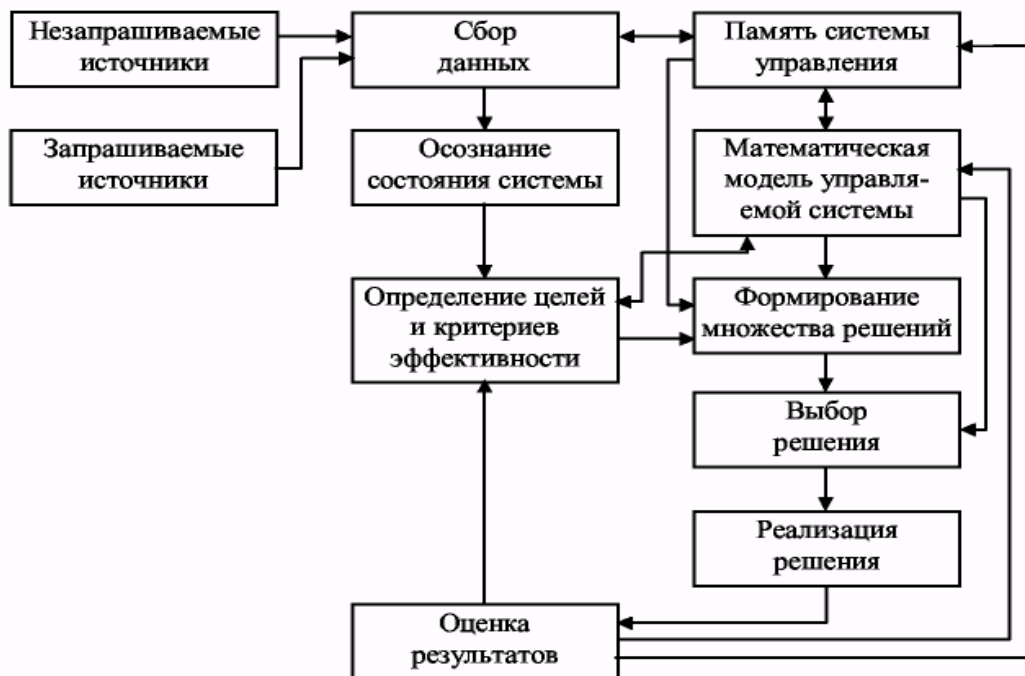 Незапрашиваемые
источники
Сбор
данных
Память системы
управления
Запрашиваемые
источники
Осознание
состояния системы
Математическая
модель управля-
емой системы
Определение целей
и критериев
эффективности
Формирование
множества решений
Выбор
решения
Реализация
решения
Оценка
результатов